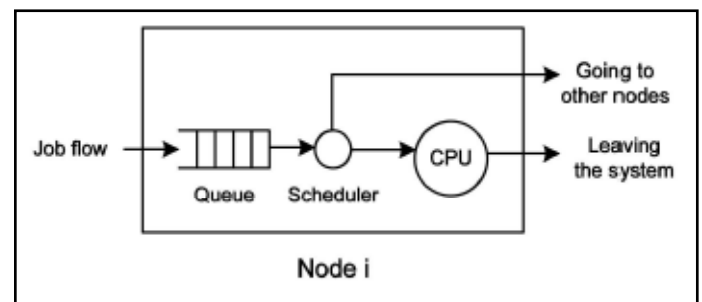 Going to
other nodes
Job flow
CPU
Leaving
the system
Queue
Scheduler
Node i